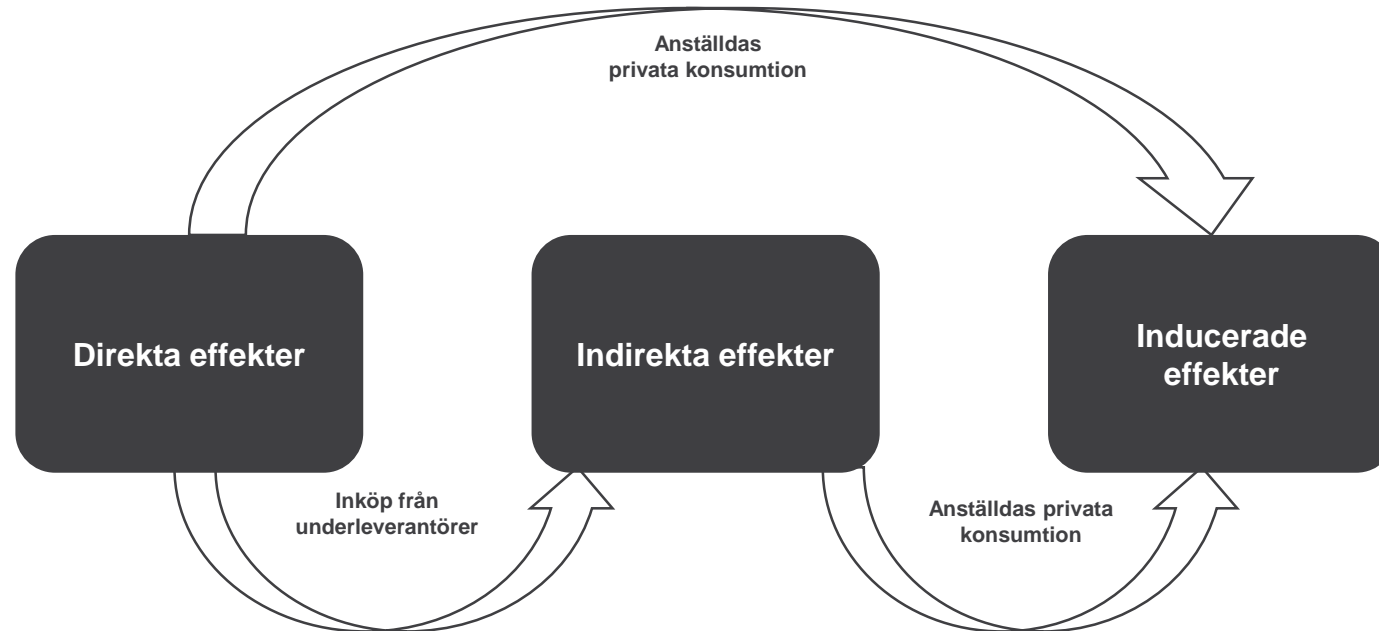 Anställdas
privata konsumtion
Direkta effekter
Indirekta effekter
Inducerade
effekter
Inköp från
underleverantörer
Anställdas privata
konsumtion